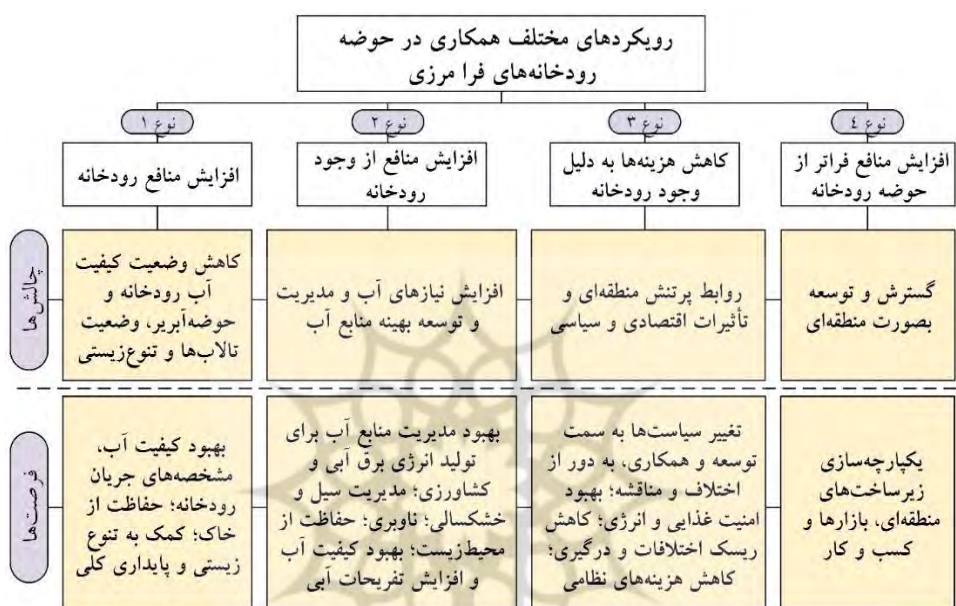 رویکردهای مختلف همکاری در حوضه
رودخانه‌های فرا مرزی
نوع ۱
نوع ۲
نوع ۳
نوع ٤
افزایش منافع رودخانه
افزایش منافع از وجود
رودخانه
کاهش هزینه‌ها به دلیل
وجود رودخانه
افزایش منافع فراتر از
حوضه رودخانه
چالش‌ها
کاهش وضعیت کیفیت
آب رودخانه و
حوضه‌آبریر، وضعیت
تالاب‌ها و تنوع‌زیستی
افزایش نیازهای آب و مدیریت
و توسعه بهینه منابع آب
روابط پرتنش منطقه‌ای و
تأثیرات اقتصادی و سیاسی
گسترش و توسعه
بصورت منطقه‌ای
فرصت‌ها
بهبود کیفیت آب،
مشخصه‌های جریان
رودخانه؛ حفاظت از
خاک؛ کمک به تنوع
زیستی و پایداری کلی
بهبود مدیریت منابع آب برای
تولید انرژی برق آبی و
کشاورزی؛ مدیریت سیل و
خشکسالی؛ ناوبری؛ حفاظت از
محیط‌زیست؛ بهبود کیفیت آب
و افزایش تفریحات آبی
تغییر سیاست‌ها به سمت
توسعه و همکاری، به دور از
اختلاف و مناقشه؛ بهبود
امنیت غذایی و انرژی؛ کاهش
ریسک اختلافات و درگیری؛
کاهش هزینه‌های نظامی
یکپارچه‌سازی
زیرساخت‌های
منطقه‌ای، بازارها و
کسب و کار